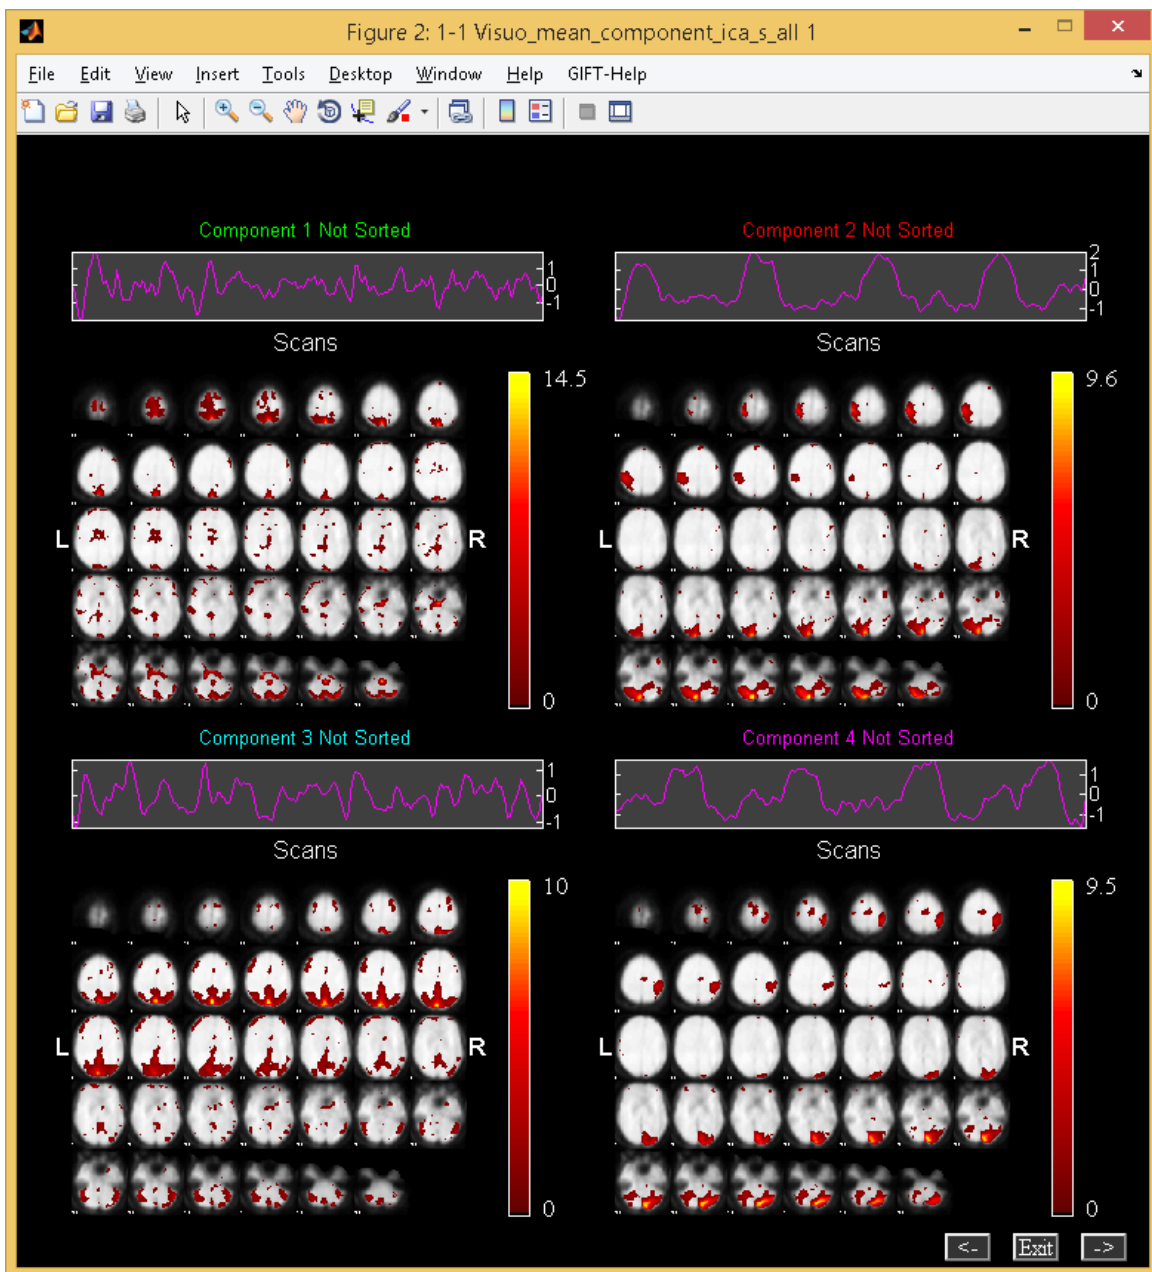 Figure 2: 1-1 Visuo_mean_component_ica_s_all 1
File Edit View Insert Tools Desktop Window Help GIFT-Help
Component 1 Not Sorted
1
0
-1
Scans
14.5
0
L
R
Component 2 Not Sorted
2
1
0
-1
Scans
9.6
0
L
R
Component 3 Not Sorted
1
0
-1
Scans
10
0
L
R
Component 4 Not Sorted
1
0
-1
Scans
9.5
0
L
R
<- Exit ->